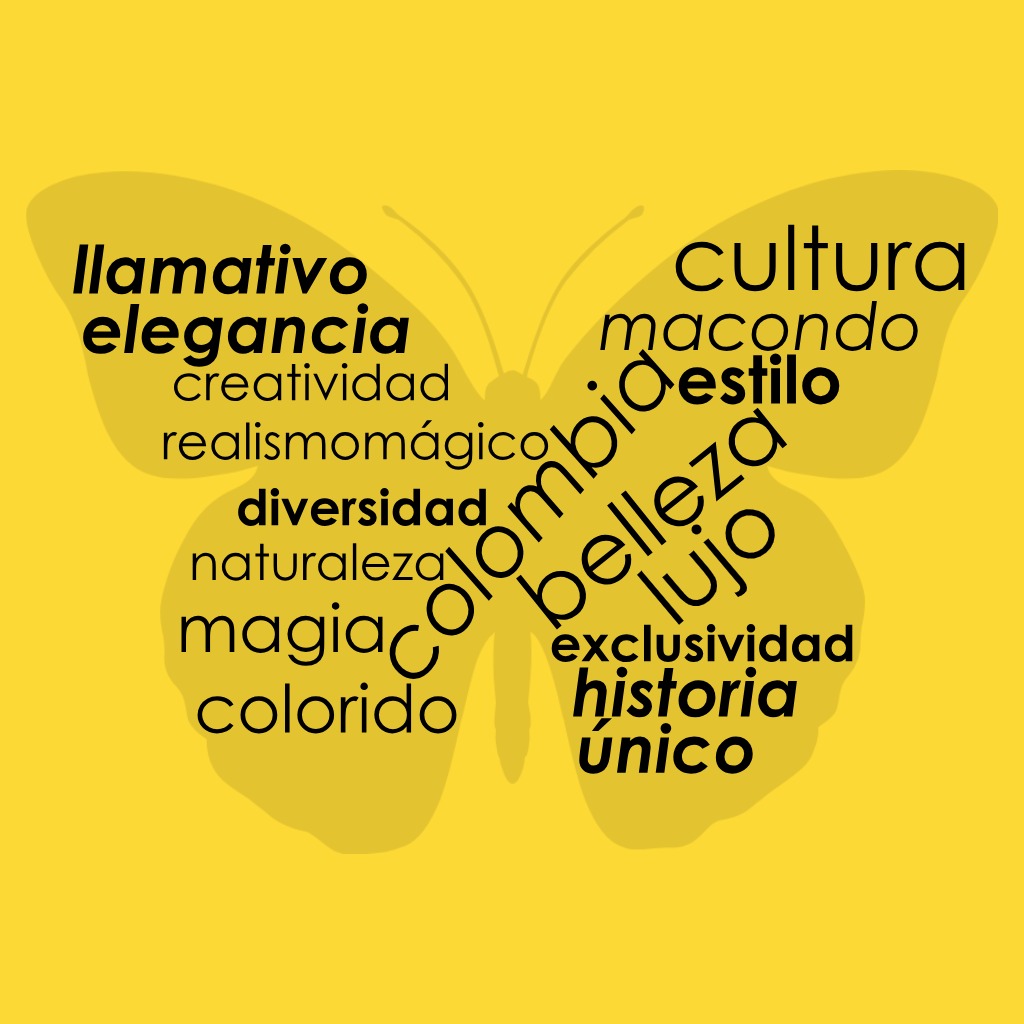 llamativo
elegancia
creatividad
realismomágico
diversidad
naturaleza
magia
colorido
colombia
belleza
lujo
cultura
macondo
estilo
exclusividad
historia
único